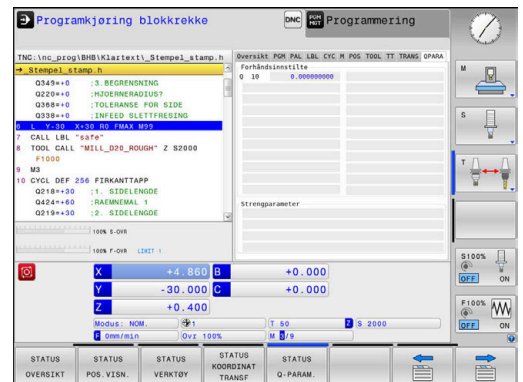 Programkjøring blokkrekke
DNC
PGM MGT
Programmering
TNC:\nc_prog\BHB\Klartext\_Stempel_stamp.h
→_Stempel_stamp.h
Q349=+0 ;3.BEGRENSNING
Q220=+0 ;HJOERNERADIUS?
Q368=+0 ;TOLERANSE FOR SIDE
Q338=+0 ;INFEED SLETTFRESING
6 L Y-30 X+30 R0 FMAX M99
7 CALL LBL "safe"
8 TOOL CALL "MILL_D20_ROUGH" Z S2000
F1000
9 M3
10 CYCL DEF 256 FIRKANTTAPP
Q218=+30 ;1. SIDELENGDE
Q424=+60 ;RAEMNEMAL 1
Q219=+30 ;2. SIDELENGDE
Oversikt PGM PAL LBL CYC M POS TOOL TT TRANS QPARA
Forhåndsinnstilte
Q 10 0.000000000
Strengparameter
100% S-OVR
100% F-OVR LIMIT 1
X +4.860 B +0.000
Y -30.000 C +0.000
Z +0.400
Modus: NOM. 1 T 50 Z S 2000
F 0mm/min Ovr 100% M 3/9
M
S
T
S100%
OFF ON
F100%
OFF ON
STATUS OVERSIKT
STATUS POS.VISN.
STATUS VERKTØY
STATUS KOORDINAT TRANSF
STATUS Q-PARAM.